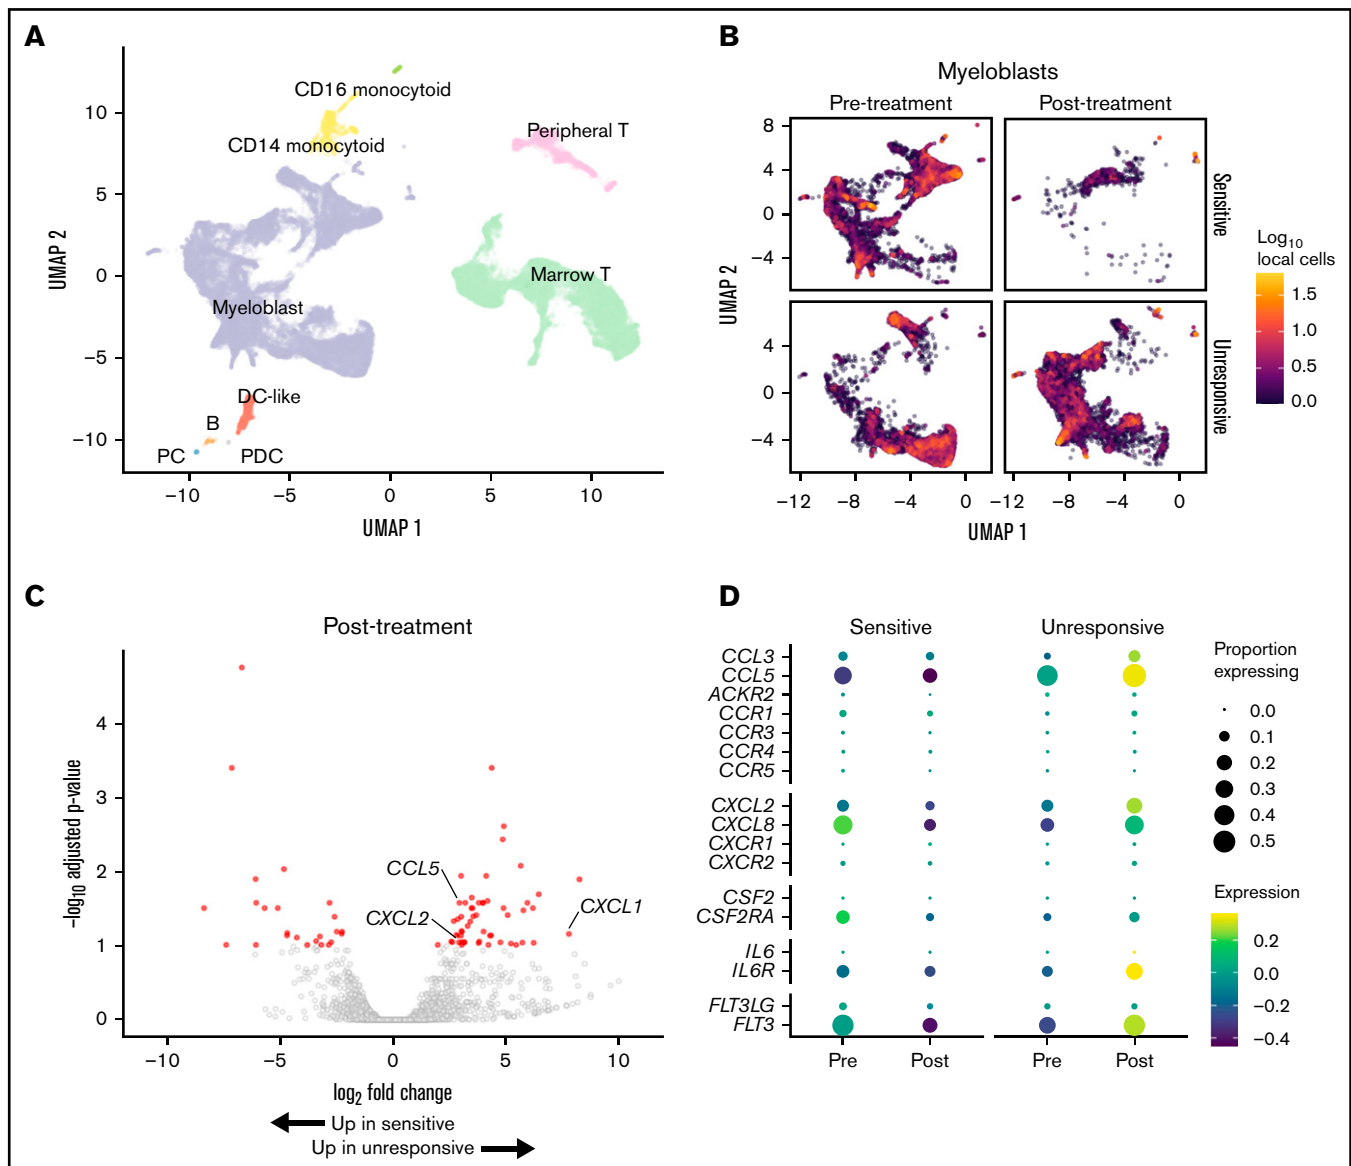 A
CD16 monocytoid
CD14 monocytoid
Peripheral T
Marrow T
Myeloblast
DC-like
B
PC
PDC
10
5
0
−5
−10
UMAP 2
−10
−5
0
5
10
UMAP 1
B
Myeloblasts
Pre-treatment
Post-treatment
8
4
0
−4
Sensitive
4
0
−4
Unresponsive
UMAP 2
−12
−8
−4
0
−12
−8
−4
0
UMAP 1
Log10
local cells
1.5
1.0
0.5
0.0
C
Post-treatment
4
3
2
1
0
−log10 adjusted p-value
CCL5
CXCL2
CXCL1
−10
−5
0
5
10
log2 fold change
Up in sensitive
Up in unresponsive
D
Sensitive
Unresponsive
CCL3
CCL5
ACKR2
CCR1
CCR3
CCR4
CCR5
CXCL2
CXCL8
CXCR1
CXCR2
CSF2
CSF2RA
IL6
IL6R
FLT3LG
FLT3
Pre
Post
Pre
Post
Proportion
expressing
0.0
0.1
0.2
0.3
0.4
0.5
Expression
0.2
0.0
−0.2
−0.4